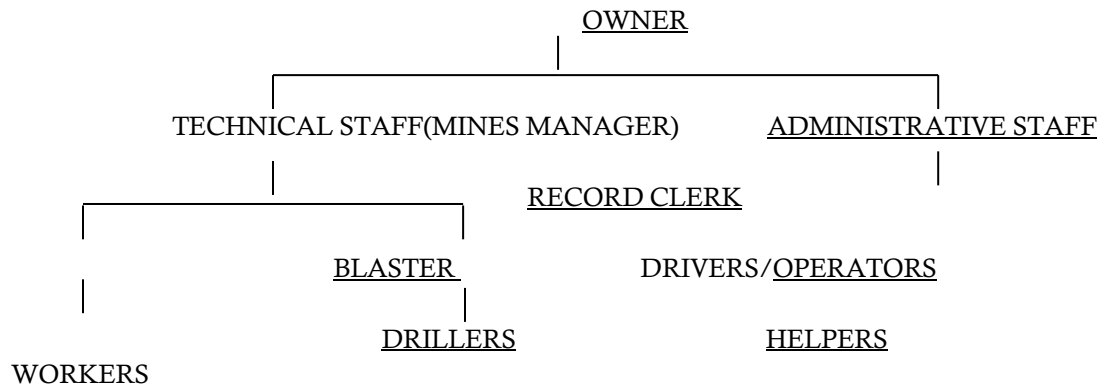 OWNER
TECHNICAL STAFF(MINES MANAGER) ADMINISTRATIVE STAFF
RECORD CLERK
BLASTER DRIVERS/OPERATORS
DRILLERS HELPERS
WORKERS